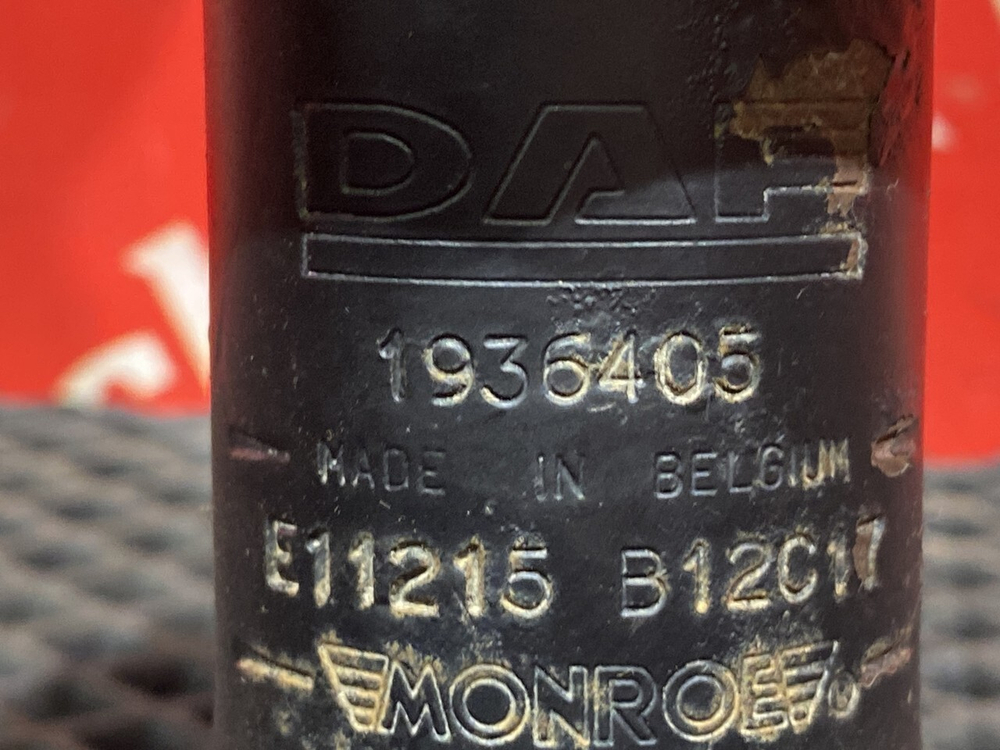 DAF
1936405
MADE IN BELGIUM
E11215 B12C17
MONROE